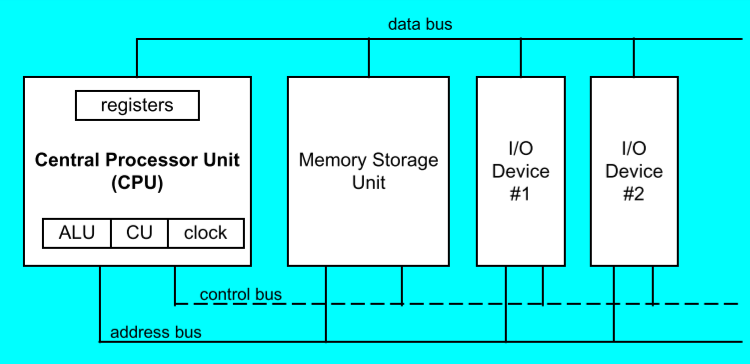 data bus
registers
Central Processor Unit
(CPU)
ALU CU clock
Memory Storage
Unit
I/O
Device
#1
I/O
Device
#2
control bus
address bus